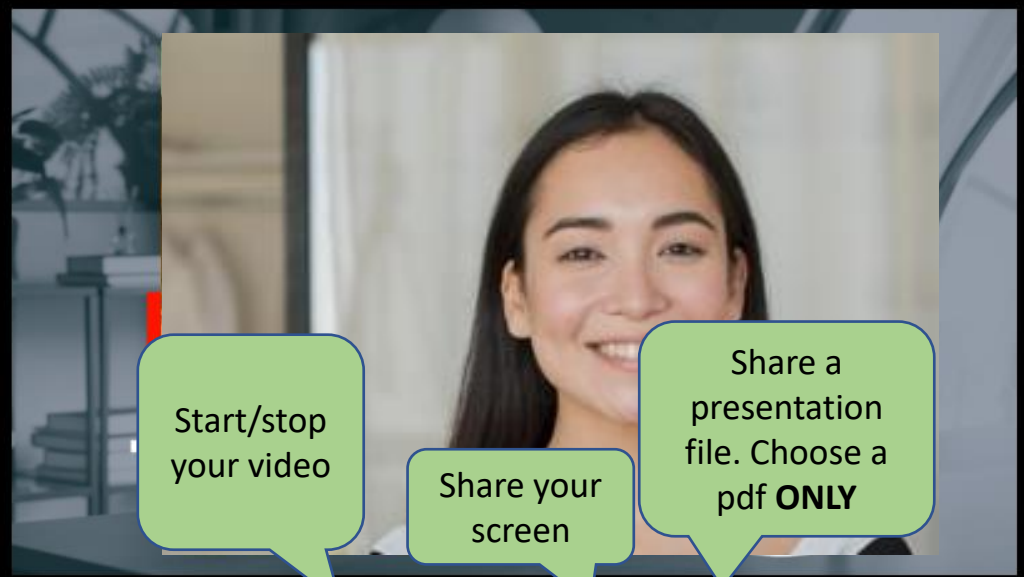 Start/stop
your video
Share your
screen
Share a
presentation
file. Choose a
pdf ONLY